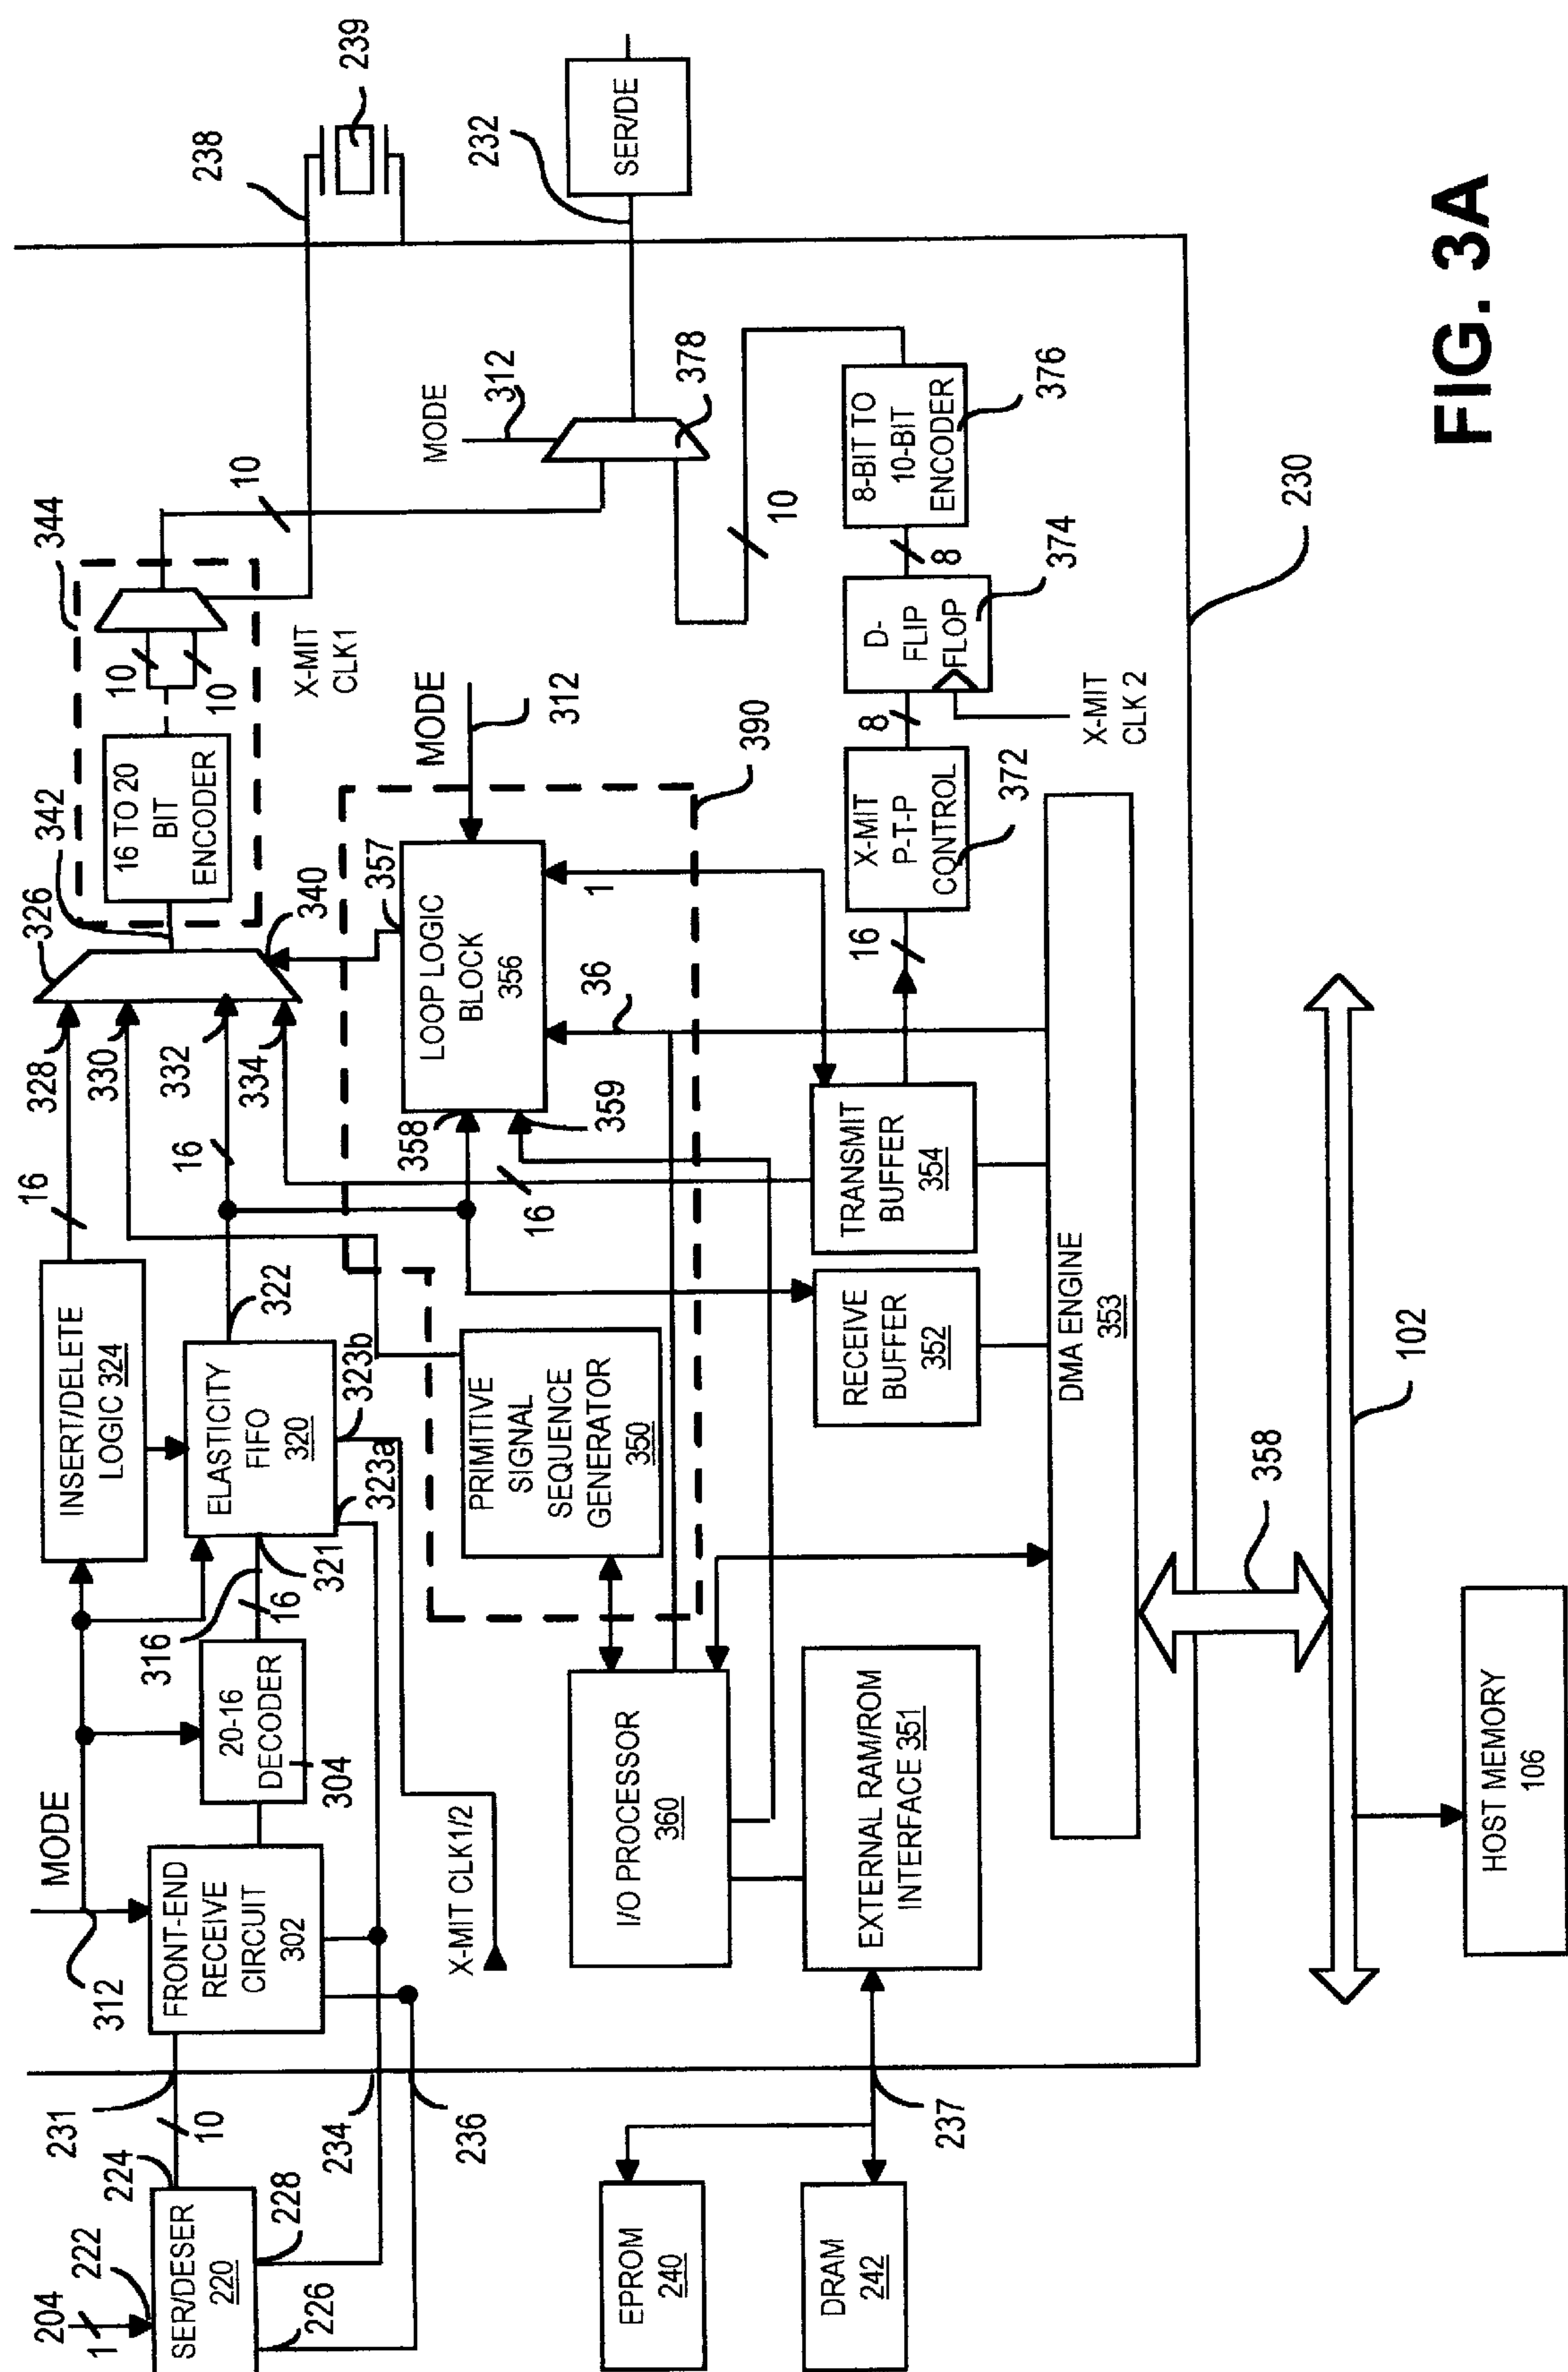 204
1
222
SER/DESER
220
224
226
228
231
10
234
236
312
MODE
FRONT-END
RECEIVE
CIRCUIT
302
20-16
DECODER
304
316
16
321
INSERT/DELETE
LOGIC 324
ELASTICITY
FIFO
320
322
323a
323b
X-MIT CLK1/2
16
16
328
330
332
334
326
342
340
344
16 TO 20
BIT
ENCODER
10
10
X-MIT
CLK1
10
238
239
MODE
312
378
232
SER/DE
PRIMITIVE
SIGNAL
SEQUENCE
GENERATOR
350
LOOP LOGIC
BLOCK
356
357
358
359
16
36
1
MODE
312
390
I/O PROCESSOR
360
EXTERNAL RAM/ROM
INTERFACE 351
RECEIVE
BUFFER
352
TRANSMIT
BUFFER
354
16
X-MIT
P-T-P
CONTROL
372
8
D-
FLIP
FLOP
374
X-MIT
CLK 2
8
8-BIT TO
10-BIT
ENCODER
376
10
EPROM
240
DRAM
242
237
DMA ENGINE
353
230
358
102
HOST MEMORY
106
FIG. 3A